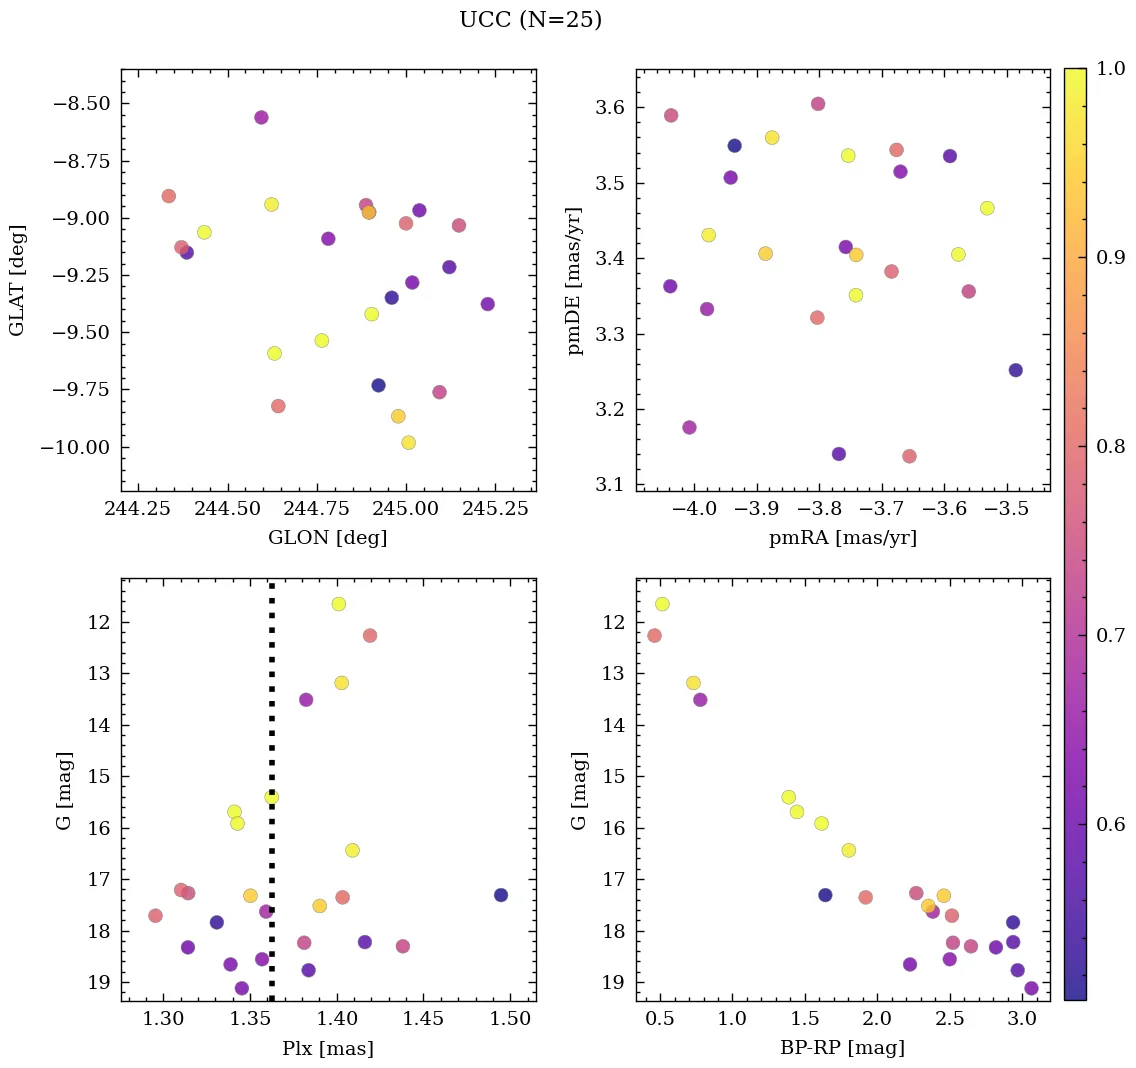 UCC (N=25)
−8.50
−8.75
−9.00
−9.25
−9.50
−9.75
−10.00
GLAT [deg]
244.25 244.50 244.75 245.00 245.25
GLON [deg]
3.6
3.5
3.4
3.3
3.2
3.1
pmDE [mas/yr]
−4.0 −3.9 −3.8 −3.7 −3.6 −3.5
pmRA [mas/yr]
1.0
0.9
0.8
0.7
0.6
12
13
14
15
16
17
18
19
G [mag]
1.30 1.35 1.40 1.45 1.50
Plx [mas]
12
13
14
15
16
17
18
19
G [mag]
0.5 1.0 1.5 2.0 2.5 3.0
BP-RP [mag]